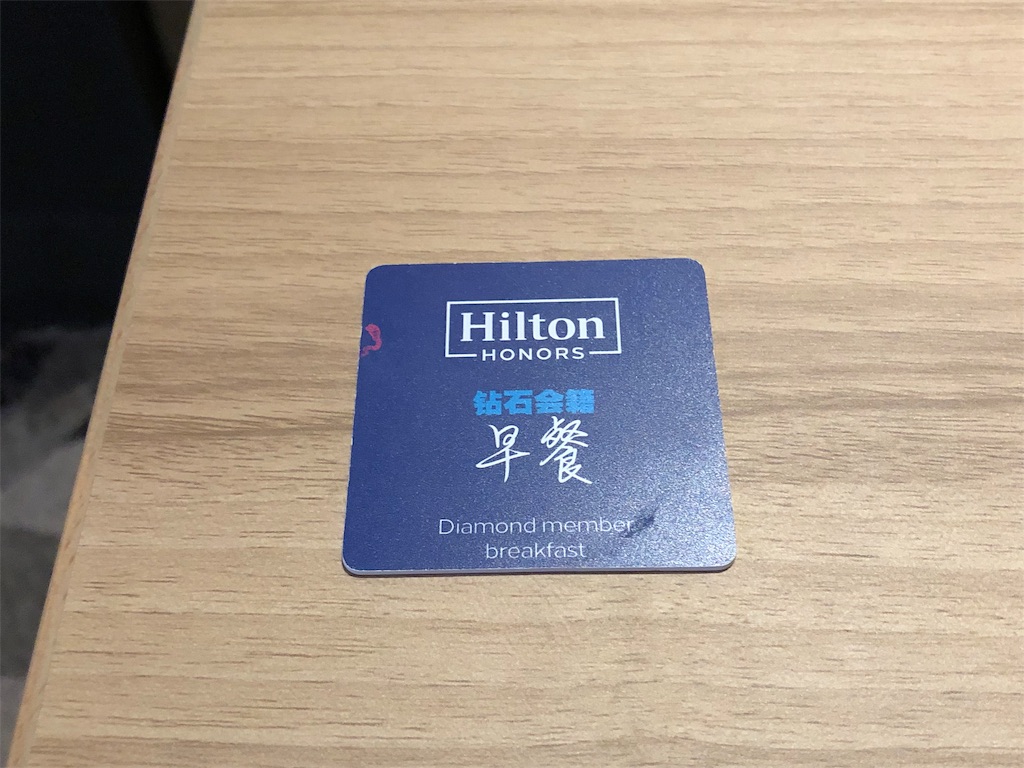 Hilton
HONORS
钻石会籍
早餐
Diamond member
breakfast